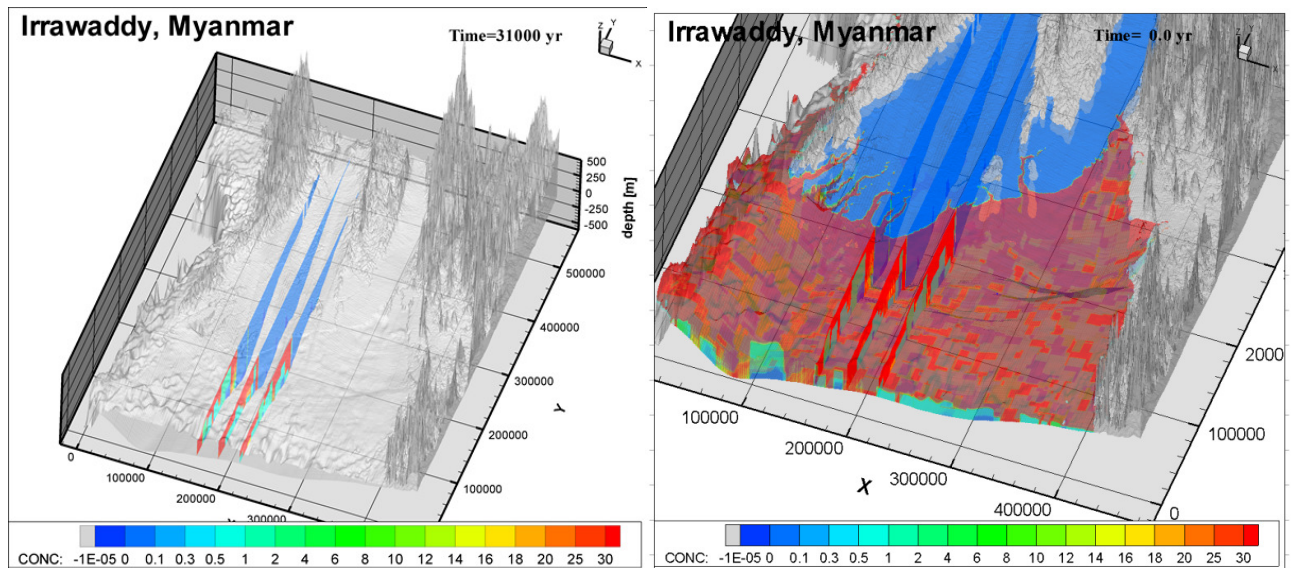 Irrawaddy, Myanmar
Time=31000 yr
Z
Y
X
500
250
0
-250
-500
depth [m]
500000
400000
300000
200000
100000
Y
0
100000
200000
300000
CONC: -1E-05 0 0.1 0.3 0.5 1 2 4 6 8 10 12 14 16 18 20 25 30
Irrawaddy, Myanmar
Time= 0.0 yr
Z
X
2000
100000
0
100000
200000
300000
400000
X
CONC: -1E-05 0 0.1 0.3 0.5 1 2 4 6 8 10 12 14 16 18 20 25 30